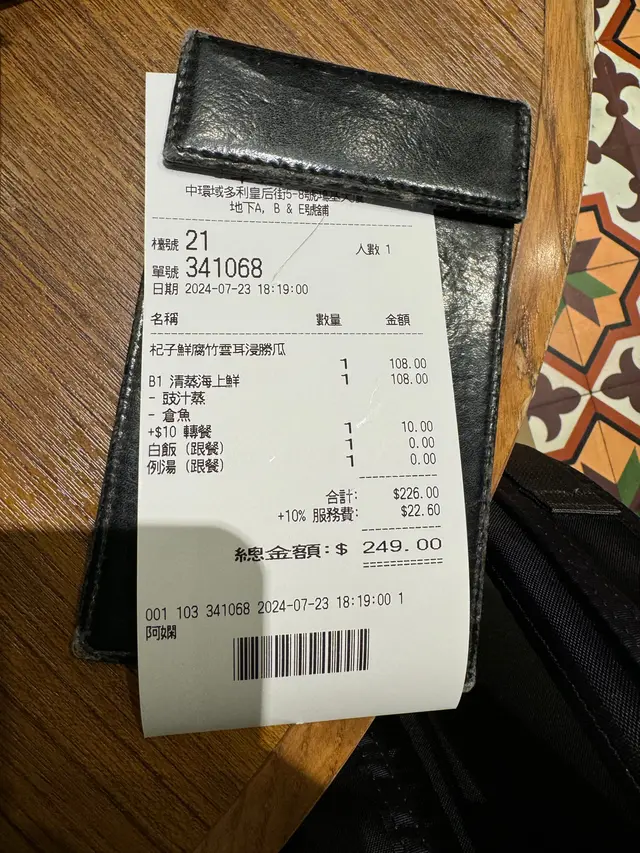 中環域多利皇后街5-8號
地下A, B & E號舖
檯號 21 人數 1
單號 341068
日期 2024-07-23 18:19:00
名稱 數量 金額
杞子鮮腐竹雲耳浸勝瓜
1 108.00
B1 清蒸海上鮮 1 108.00
- 豉汁蒸
- 倉魚
+$10 轉餐 1 10.00
白飯 (跟餐) 1 0.00
例湯 (跟餐) 1 0.00
合計: $226.00
+10% 服務費: $22.60
總金額: $ 249.00
001 103 341068 2024-07-23 18:19:00 1
阿嫻